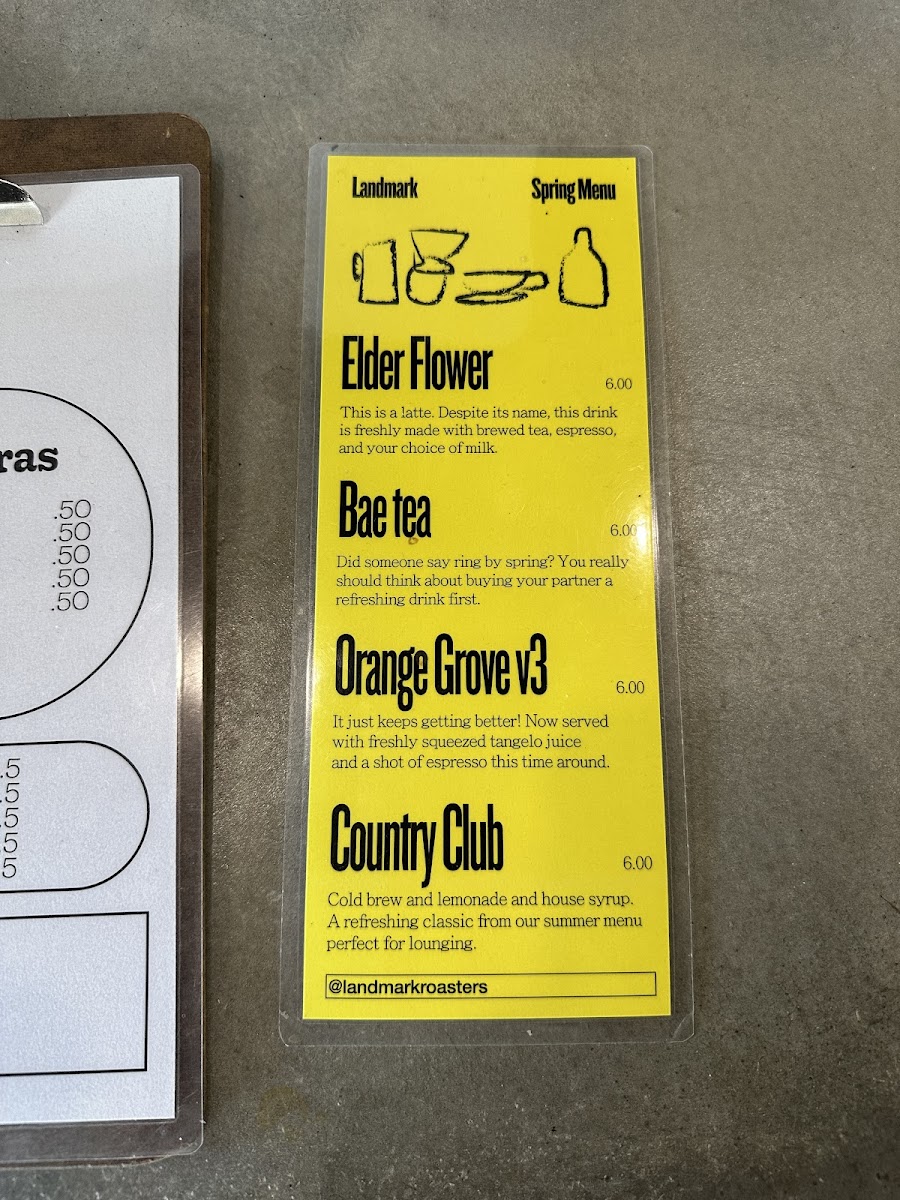 Landmark
Spring Menu
Elder Flower
6.00
This is a latte. Despite its name, this drink
is freshly made with brewed tea, espresso,
and your choice of milk.
Bae tea
6.00
Did someone say ring by spring? You really
should think about buying your partner a
refreshing drink first.
Orange Grove v3
6.00
It just keeps getting better! Now served
with freshly squeezed tangelo juice
and a shot of espresso this time around.
Country Club
6.00
Cold brew and lemonade and house syrup.
A refreshing classic from our summer menu
perfect for lounging.
@landmarkroasters
ras
.50
.50
.50
.50
.50
.5
.5
.5
.5
5